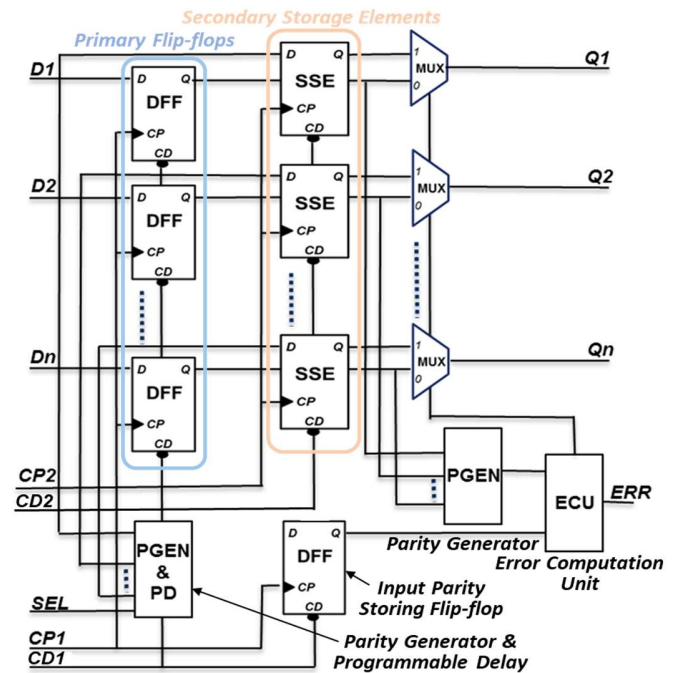 Secondary Storage Elements
Primary Flip-flops
D1
D Q
DFF
CP
CD
D Q
SSE
CP
CD
1
MUX
0
Q1
D2
D Q
DFF
CP
CD
D Q
SSE
CP
CD
1
MUX
0
Q2
Dn
D Q
DFF
CP
CD
D Q
SSE
CP
CD
1
MUX
0
Qn
CP2
CD2
PGEN
ECU
ERR
PGEN
&
PD
D Q
DFF
CP
CD
Parity Generator
Error Computation
Unit
Input Parity
Storing Flip-flop
SEL
CP1
CD1
Parity Generator &
Programmable Delay